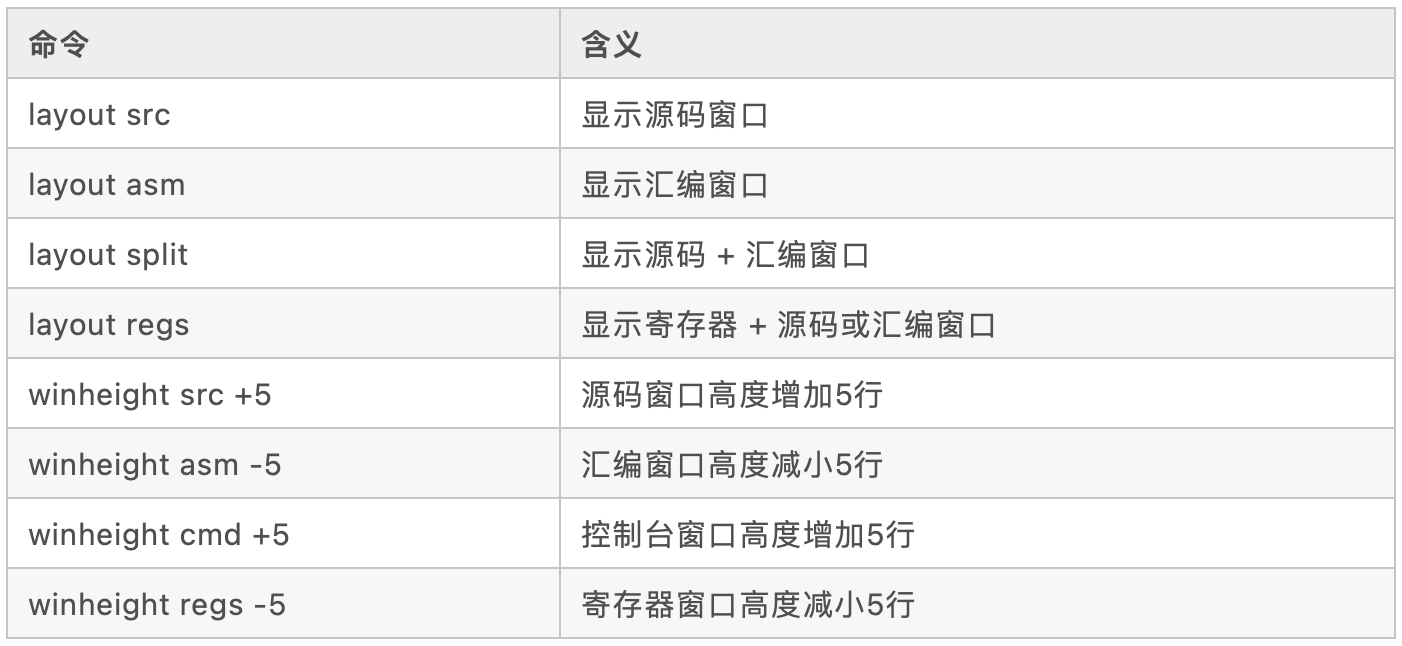 命令 含义
layout src 显示源码窗口
layout asm 显示汇编窗口
layout split 显示源码 + 汇编窗口
layout regs 显示寄存器 + 源码或汇编窗口
winheight src +5 源码窗口高度增加5行
winheight asm -5 汇编窗口高度减小5行
winheight cmd +5 控制台窗口高度增加5行
winheight regs -5 寄存器窗口高度减小5行